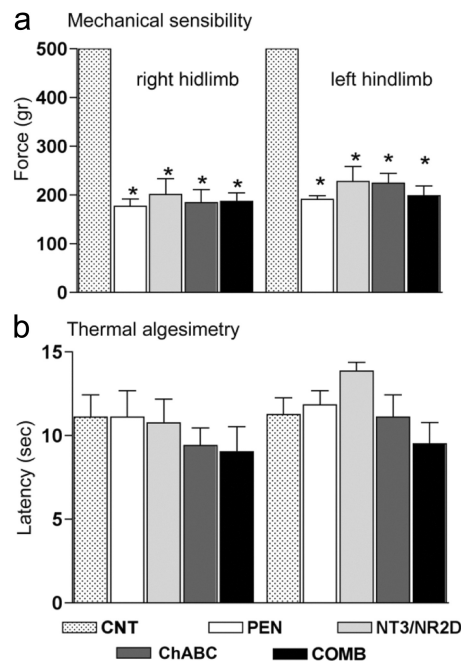 a Mechanical sensibility
500
400
300
200
100
0
Force (gr)
right hidlimb left hindlimb
* * * * * * * *
b Thermal algesimetry
15
10
5
0
Latency (sec)
CNT PEN NT3/NR2D
ChABC COMB